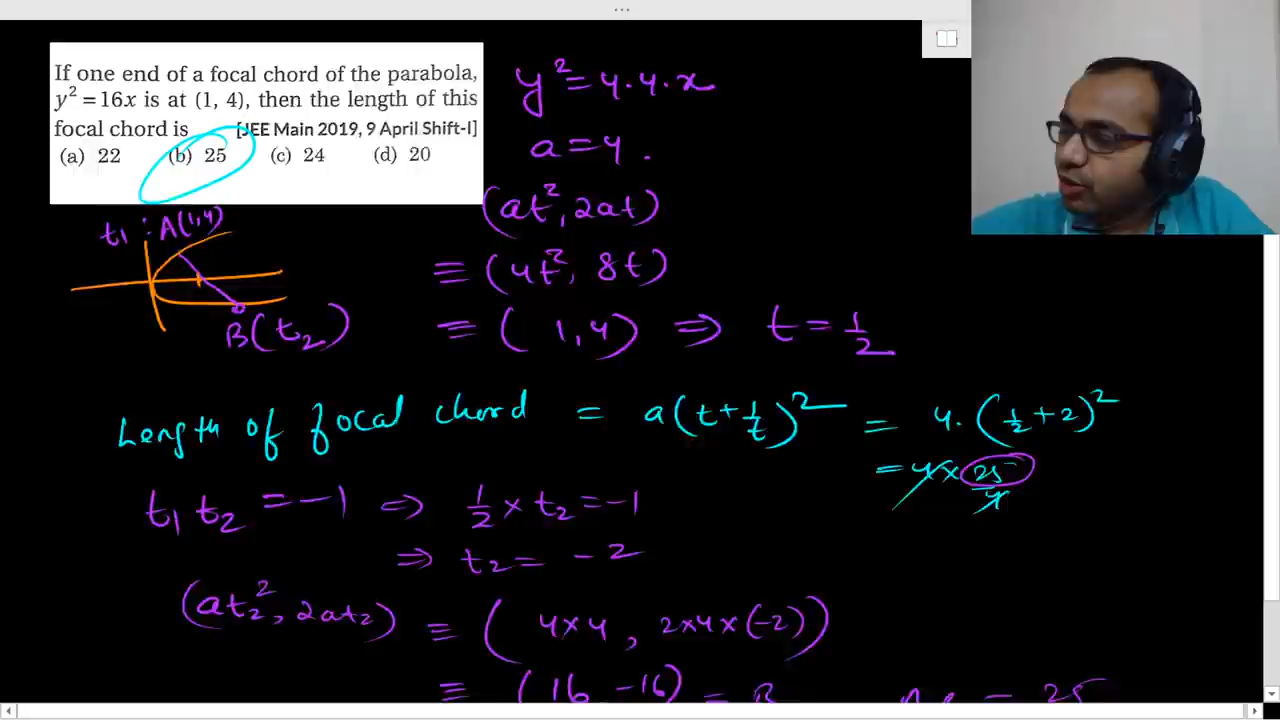 If one end of a focal chord of the parabola,
y² = 16x is at (1, 4), then the length of this
focal chord is [JEE Main 2019, 9 April Shift-I]
(a) 22 (b) 25 (c) 24 (d) 20
y² = 4·4·x
a = 4.
(at², 2at)
≡ (4t², 8t)
≡ (1,4) ⇒ t = 1/2
t₁ : A(1,4)
B(t₂)
Length of focal chord = a(t+1/t)² = 4·(1/2+2)²
= 4×25/4
t₁ t₂ = -1 ⇒ 1/2 × t₂ = -1
⇒ t₂ = -2
(at₂², 2at₂) ≡ (4×4, 2×4×(-2))
≡ (16 -16) = B
= 25